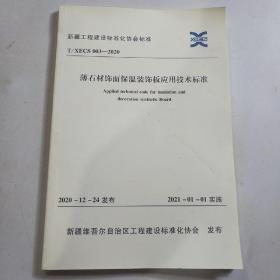 新疆工程建设标准化协会标准
XECS
T/XECS 003—2020
薄石材饰面保温装饰板应用技术标准
Applied technical code for insulation and
decoration synthetic Board
2020-12-24 发布
2021-01-01 实施
新疆维吾尔自治区工程建设标准化协会 发布